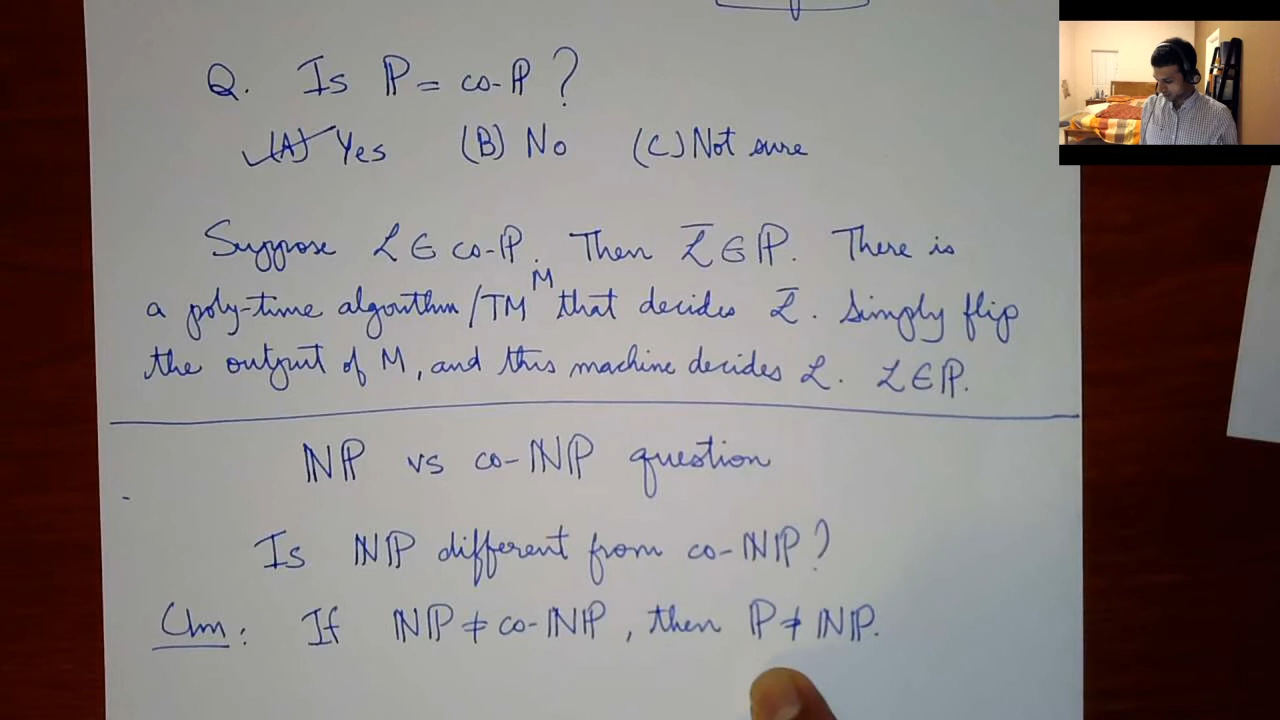 Q. Is ℙ = co-ℙ?
(A) Yes (B) No (C) Not sure
Suppose L ∈ co-ℙ. Then L̅ ∈ ℙ. There is
a poly-time algorithm/TM M that decides L̅. Simply flip
the output of M, and this machine decides L. L ∈ ℙ.
ℕℙ vs co-ℕℙ question
Is ℕℙ different from co-ℕℙ?
Clm: If ℕℙ ≠ co-ℕℙ, then ℙ ≠ ℕℙ.